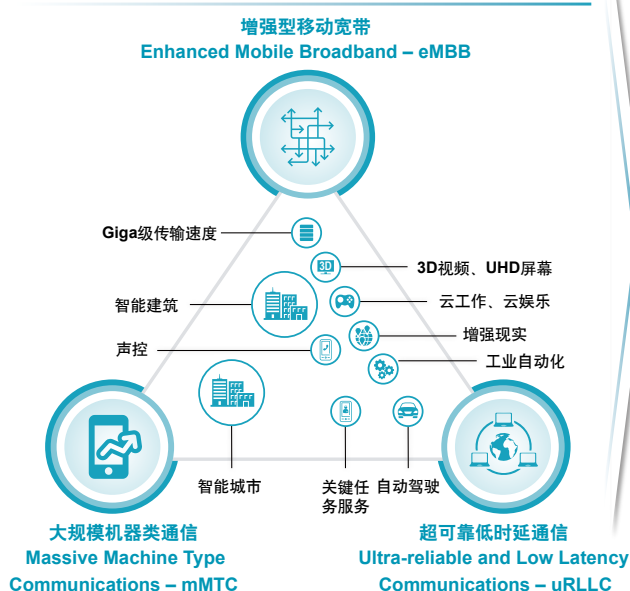 增强型移动宽带
Enhanced Mobile Broadband – eMBB
Giga级传输速度
3D
3D视频、UHD屏幕
智能建筑
云工作、云娱乐
增强现实
声控
工业自动化
智能城市
关键任
务服务
自动驾驶
大规模机器类通信
Massive Machine Type
Communications – mMTC
超可靠低时延通信
Ultra-reliable and Low Latency
Communications – uRLLC